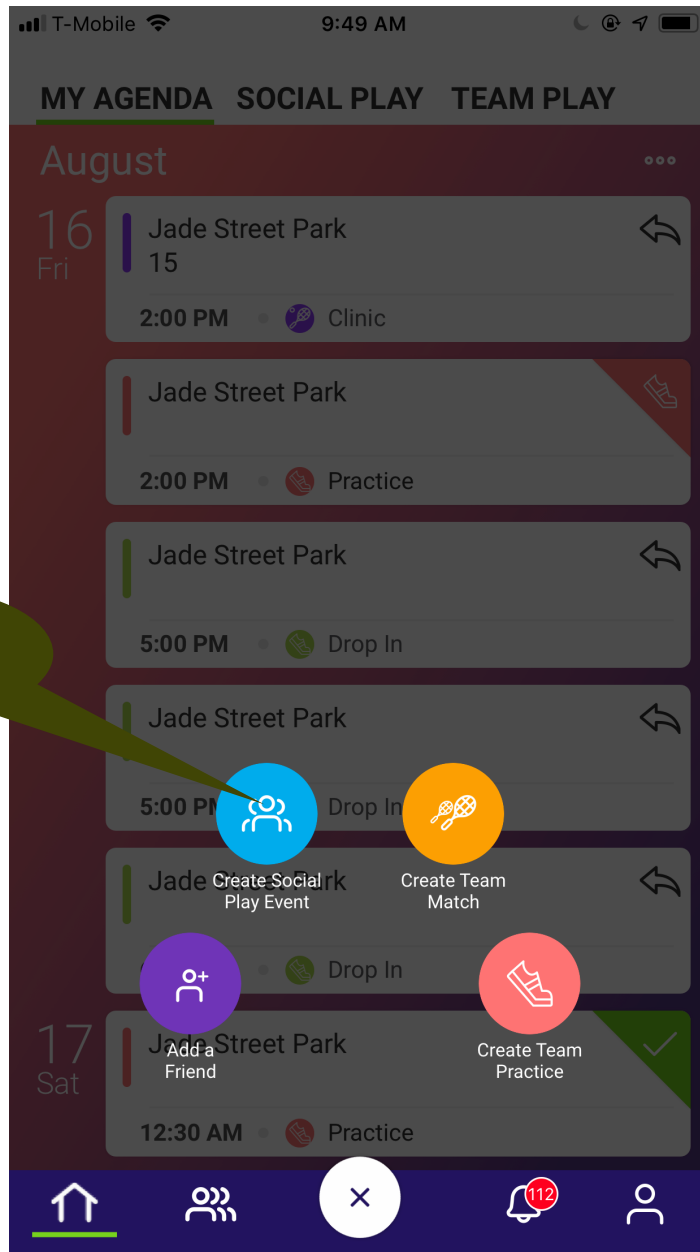 T-Mobile 9:49 AM
MY AGENDA SOCIAL PLAY TEAM PLAY
August
16
Fri
Jade Street Park
15
2:00 PM Clinic
Jade Street Park
2:00 PM Practice
Jade Street Park
5:00 PM Drop In
Jade Street Park
5:00 PM Drop In
Create Social
Play Event
Create Team
Match
Jade Street Park
Drop In
Add a
Friend
Create Team
Practice
17
Sat
Jade Street Park
12:30 AM Practice
112